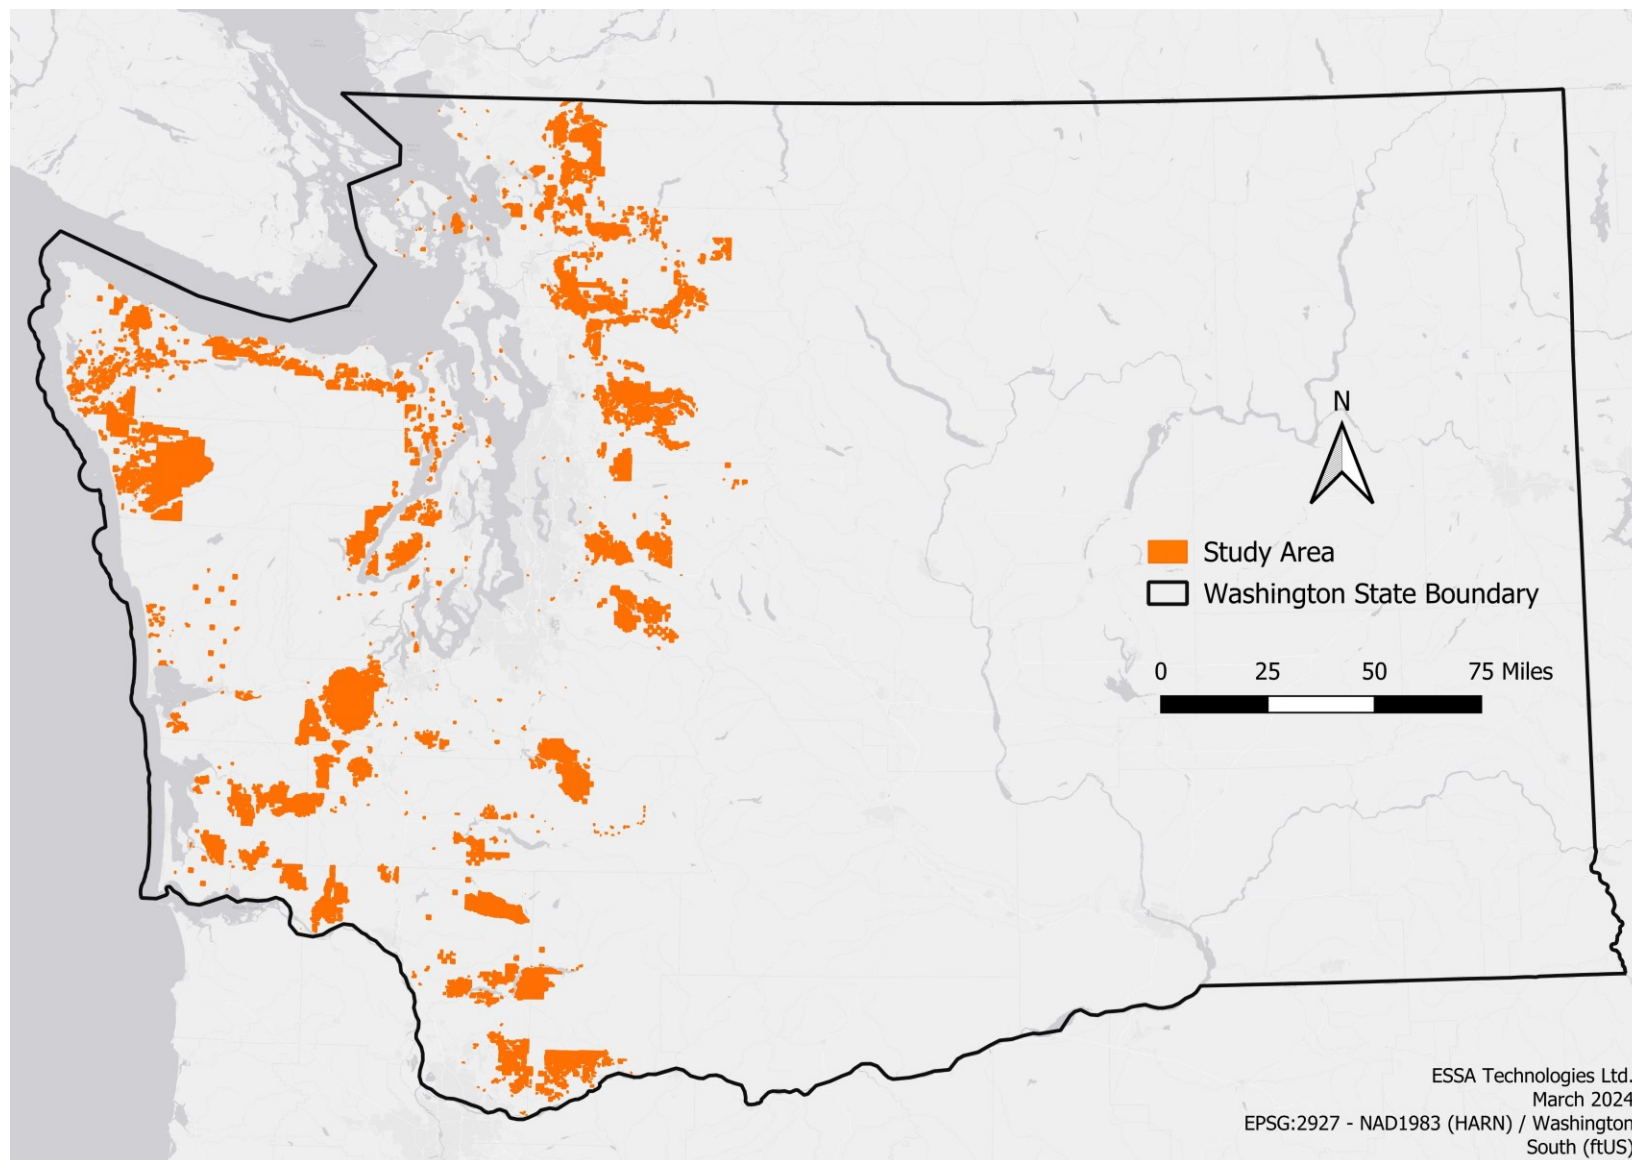 N
Study Area
Washington State Boundary
0 25 50 75 Miles
ESSA Technologies Ltd.
March 2024
EPSG:2927 - NAD1983 (HARN) / Washington
South (ftUS)